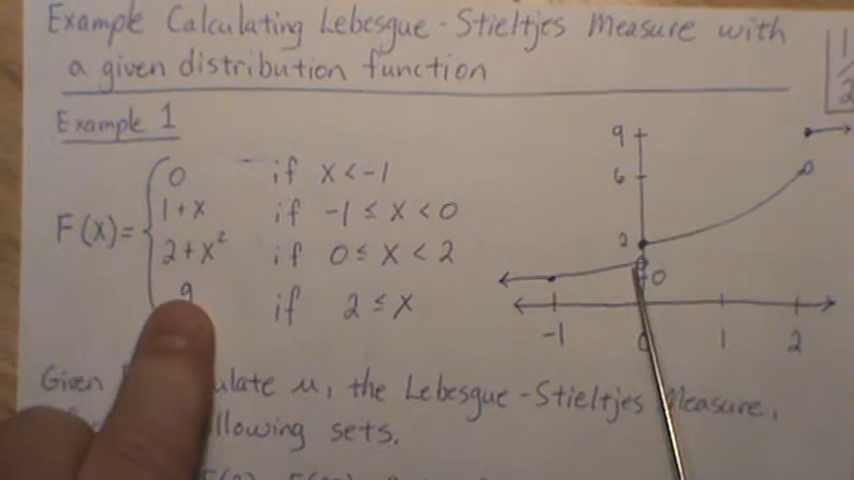 Example Calculating Lebesgue-Stieltjes Measure with
a given distribution function
Example 1
F(x)=
0 if x<-1
1+x if -1≤x<0
2+x² if 0≤x<2
9 if 2≤x
9
6
2
0
-1 0 1 2
1
2
Given ulate μ, the Lebesgue-Stieltjes Measure,
llowing sets.